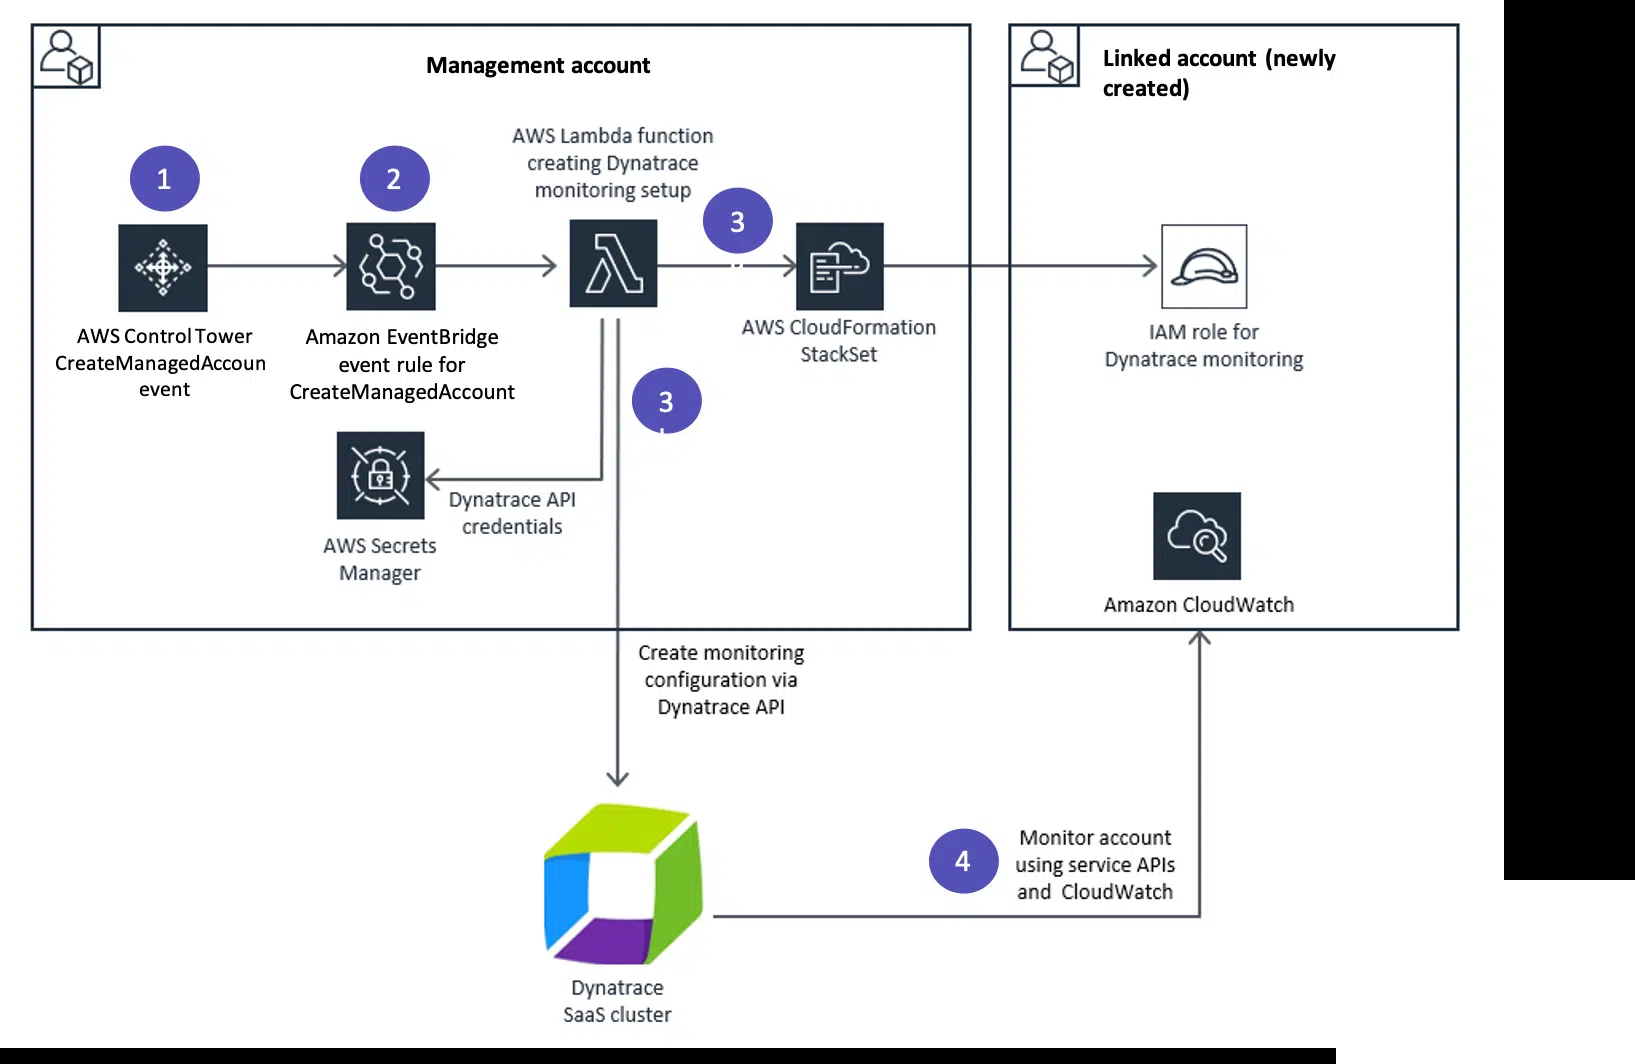 Management account
Linked account (newly
created)
AWS Lambda function
creating Dynatrace
monitoring setup
1
2
3
AWS Control Tower
CreateManagedAccoun
event
Amazon EventBridge
event rule for
CreateManagedAccount
AWS CloudFormation
StackSet
IAM role for
Dynatrace monitoring
3
Dynatrace API
credentials
AWS Secrets
Manager
Amazon CloudWatch
Create monitoring
configuration via
Dynatrace API
4
Monitor account
using service APIs
and CloudWatch
Dynatrace
SaaS cluster